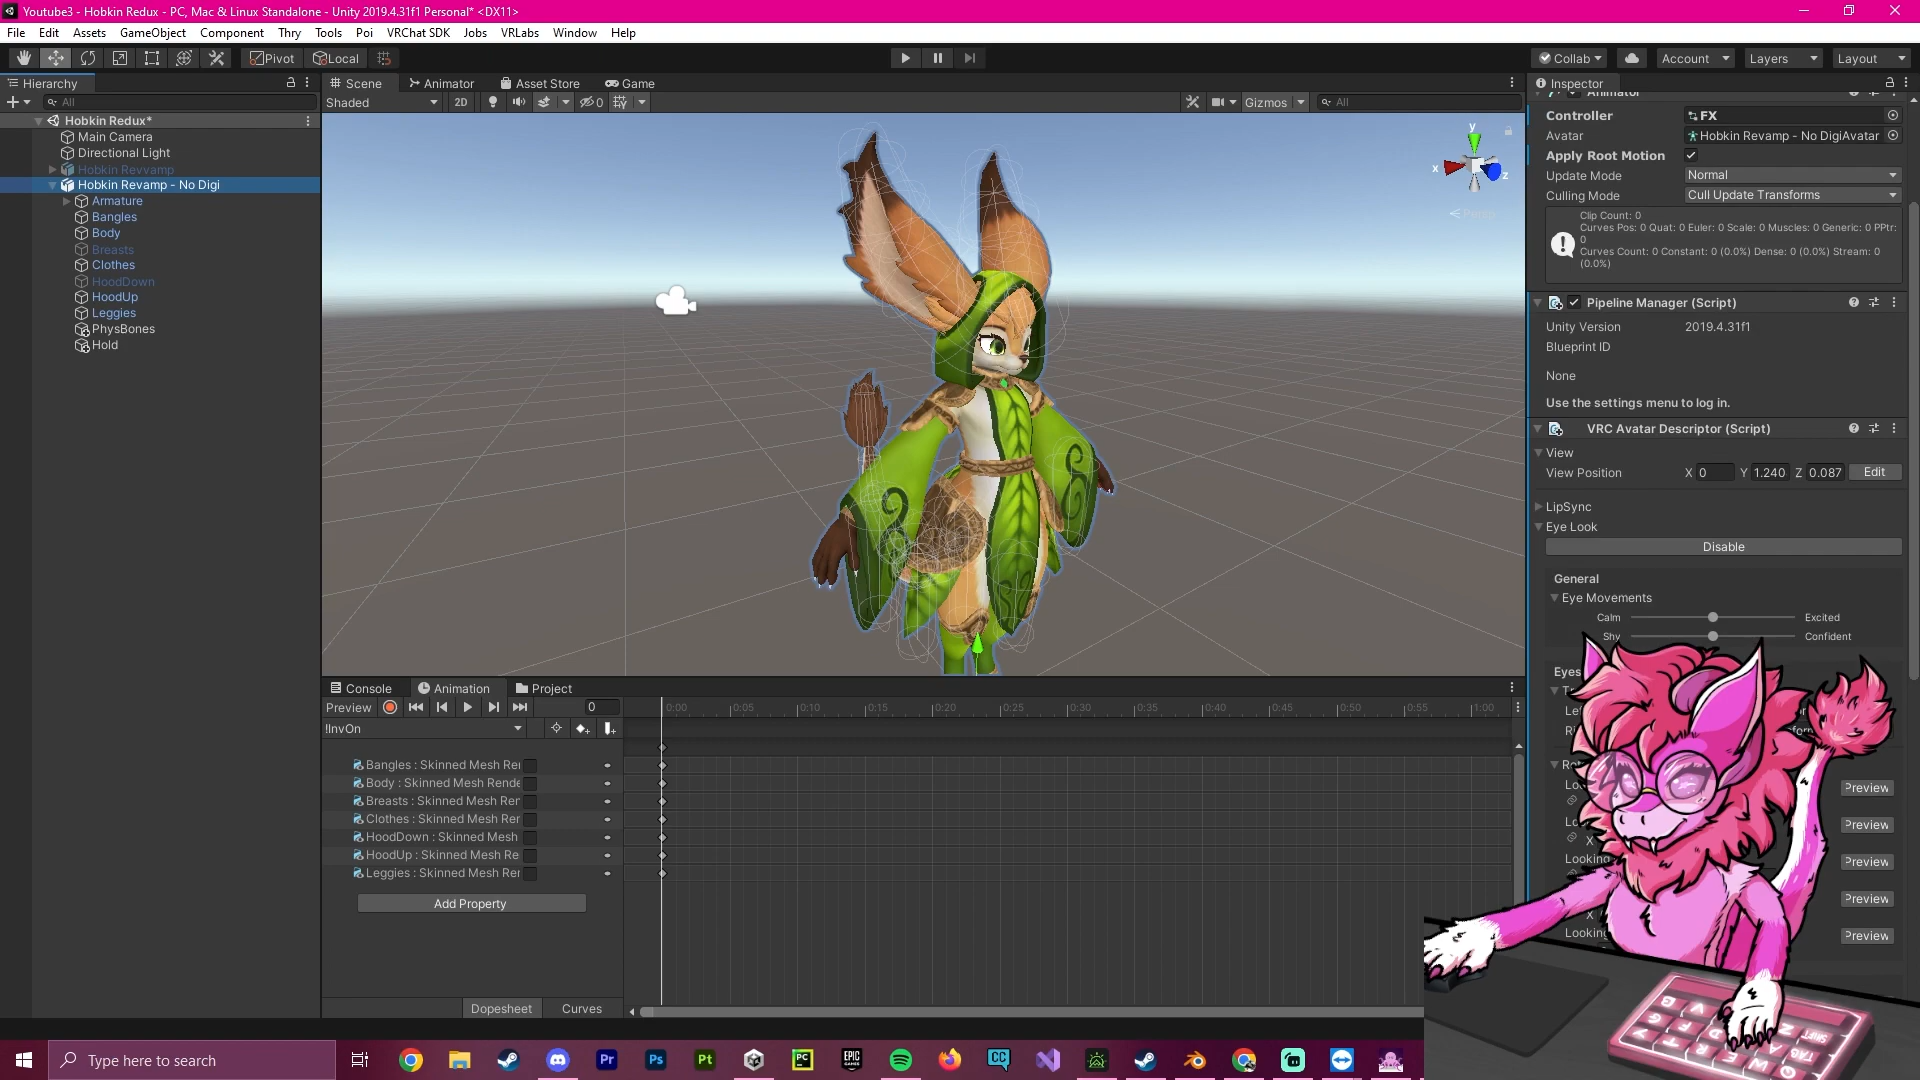 Youtube3 - Hobkin Redux - PC, Mac & Linux Standalone - Unity 2019.4.31f1 Personal* <DX11>
File Edit Assets GameObject Component Thry Tools Poi VRChat SDK Jobs VRLabs Window Help
Pivot Local Collab Account Layers Layout
Hierarchy
All
Hobkin Redux*
Main Camera
Directional Light
Hobkin Revvamp
Hobkin Revamp - No Digi
Armature
Bangles
Body
Breasts
Clothes
HoodDown
HoodUp
Leggies
PhysBones
Hold
Scene Animator Asset Store Game
Shaded 2D 0 Gizmos All
y
x
z
Persp
Console Animation Project
Preview 0 0:00 0:05 0:10 0:15 0:20 0:25 0:30 0:35 0:40 0:45 0:50 0:55 1:00
!InvOn
Bangles : Skinned Mesh Rei
Body : Skinned Mesh Rende
Breasts : Skinned Mesh Rer
Clothes : Skinned Mesh Rer
HoodDown : Skinned Mesh
HoodUp : Skinned Mesh Re
Leggies : Skinned Mesh Rer
Add Property
Dopesheet Curves
Inspector
Animator
Controller FX
Avatar Hobkin Revamp - No DigiAvatar
Apply Root Motion
Update Mode Normal
Culling Mode Cull Update Transforms
Clip Count: 0
Curves Pos: 0 Quat: 0 Euler: 0 Scale: 0 Muscles: 0 Generic: 0 PPtr:
0
Curves Count: 0 Constant: 0 (0.0%) Dense: 0 (0.0%) Stream: 0
(0.0%)
Pipeline Manager (Script)
Unity Version 2019.4.31f1
Blueprint ID
None
Use the settings menu to log in.
VRC Avatar Descriptor (Script)
View
View Position X 0 Y 1.240 Z 0.087 Edit
LipSync
Eye Look
Disable
General
Eye Movements
Calm Excited
Shy Confident
Eyes
Preview
Preview
Looking Preview
Preview
X
Looking Preview
Type here to search